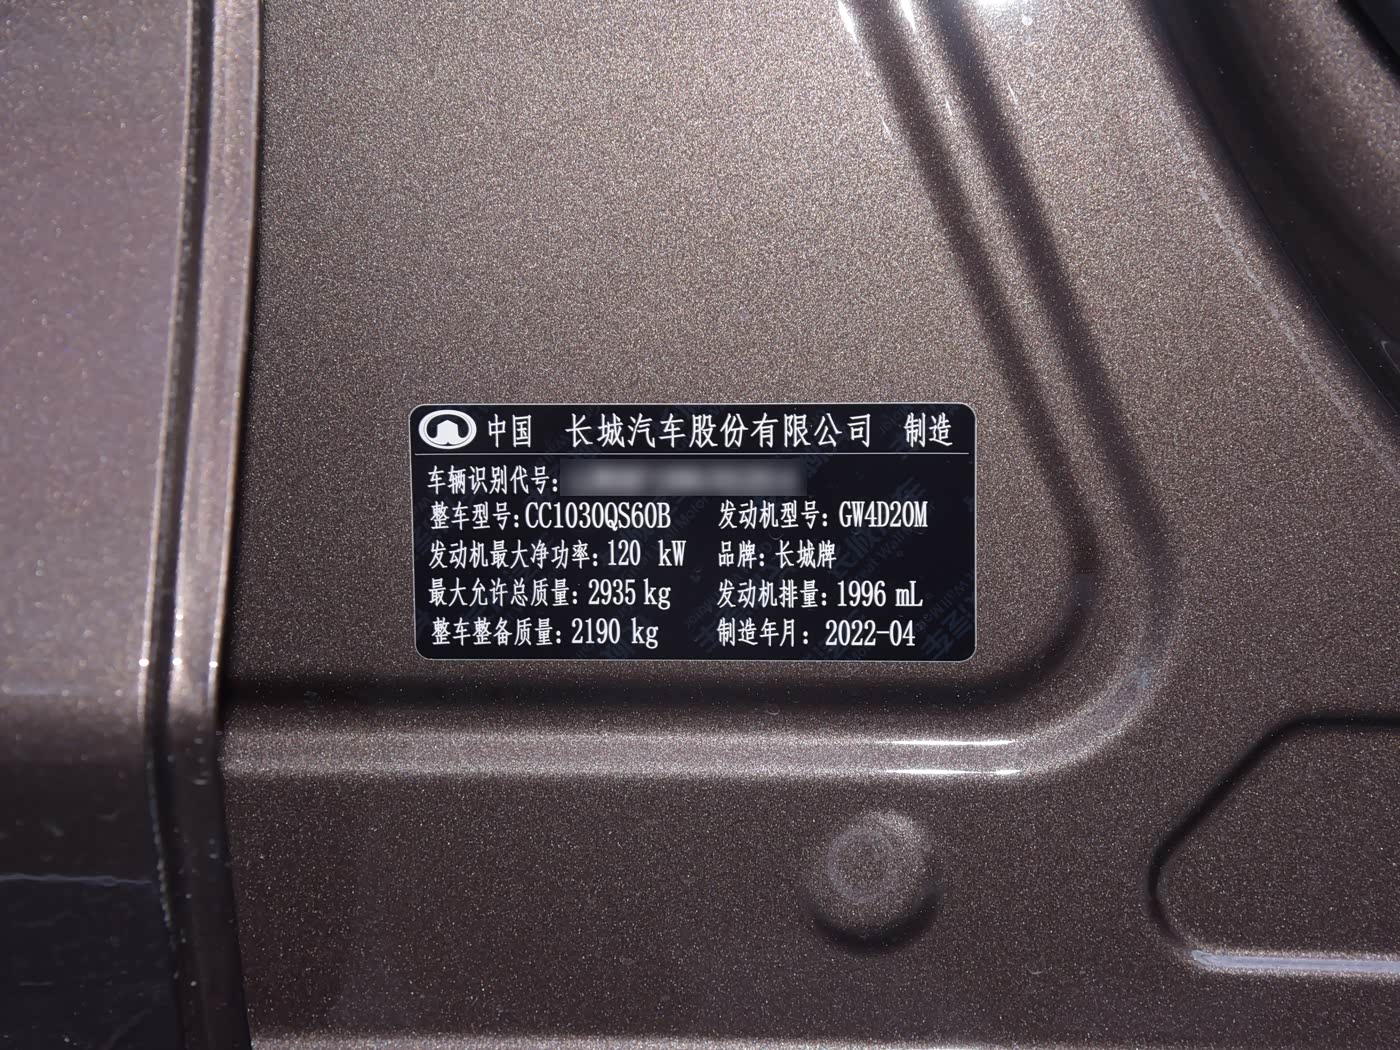 中国 长城汽车股份有限公司 制造
车辆识别代号:
整车型号:CC1030QS60B 发动机型号: GW4D20M
发动机最大净功率: 120 kW 品牌: 长城牌
最大允许总质量: 2935 kg 发动机排量: 1996 mL
整车整备质量: 2190 kg 制造年月: 2022-04